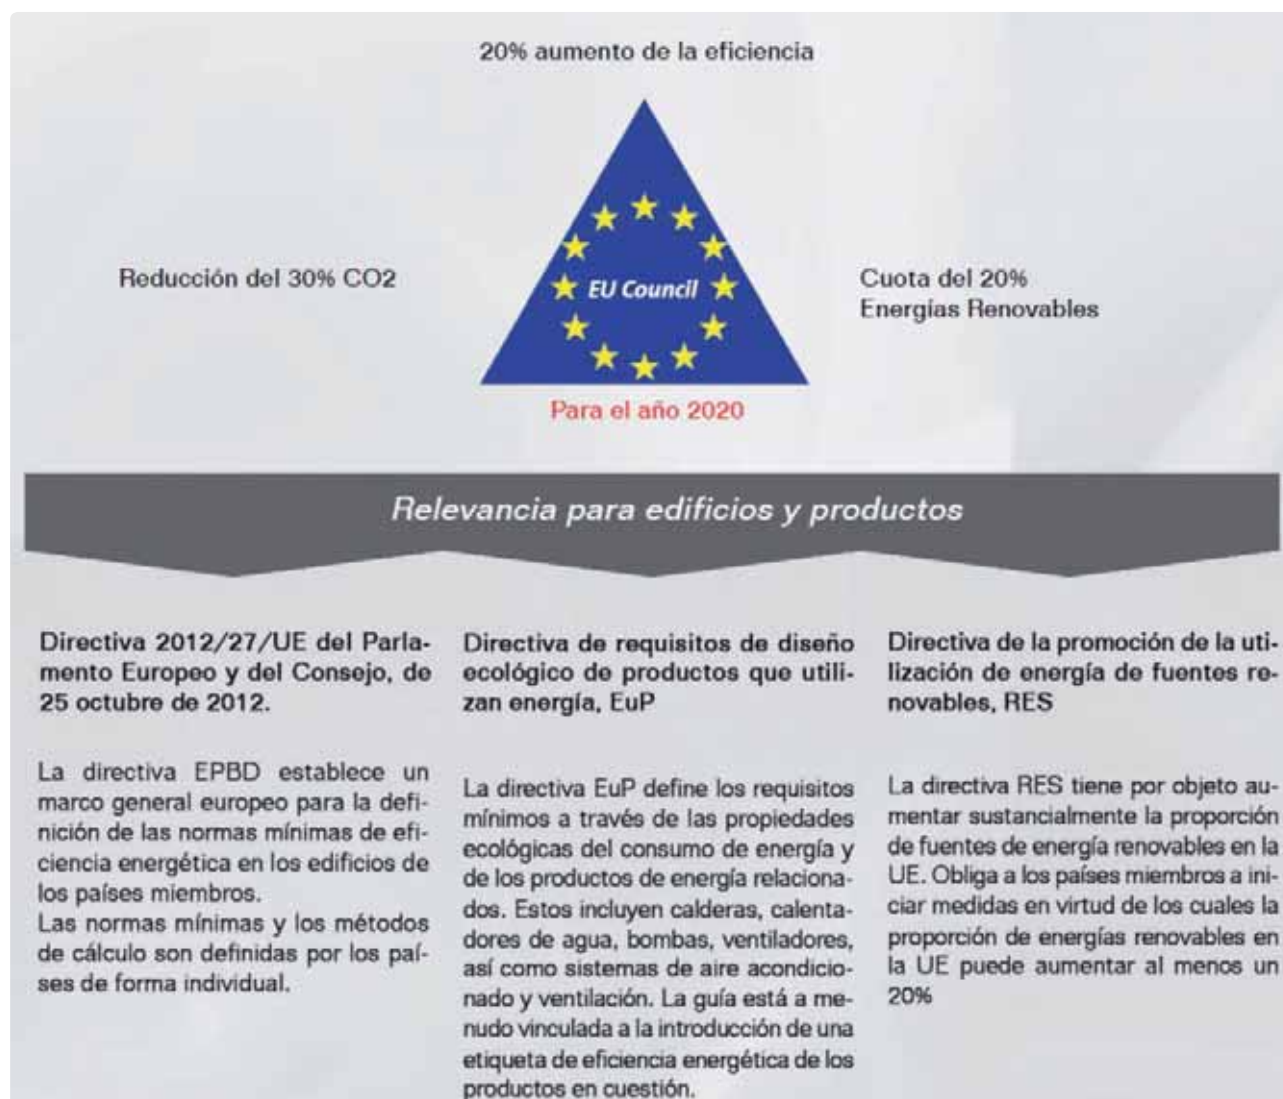 20% aumento de la eficiencia
Reducción del 30% CO2
EU Council
Cuota del 20%
Energías Renovables
Para el año 2020
Relevancia para edificios y productos
Directiva 2012/27/UE del Parla-
mento Europeo y del Consejo, de
25 octubre de 2012.
La directiva EPBD establece un
marco general europeo para la defi-
nición de las normas mínimas de efi-
ciencia energética en los edificios de
los países miembros.
Las normas mínimas y los métodos
de cálculo son definidas por los paí-
ses de forma individual.
Directiva de requisitos de diseño
ecológico de productos que utili-
zan energía, EuP
La directiva EuP define los requisitos
mínimos a través de las propiedades
ecológicas del consumo de energía y
de los productos de energía relaciona-
dos. Estos incluyen calderas, calenta-
dores de agua, bombas, ventiladores,
así como sistemas de aire acondicio-
nado y ventilación. La guía está a me-
nudo vinculada a la introducción de una
etiqueta de eficiencia energética de los
productos en cuestión.
Directiva de la promoción de la uti-
lización de energía de fuentes re-
novables, RES
La directiva RES tiene por objeto au-
mentar sustancialmente la proporción
de fuentes de energía renovables en la
UE. Obliga a los países miembros a ini-
ciar medidas en virtud de los cuales la
proporción de energías renovables en
la UE puede aumentar al menos un
20%